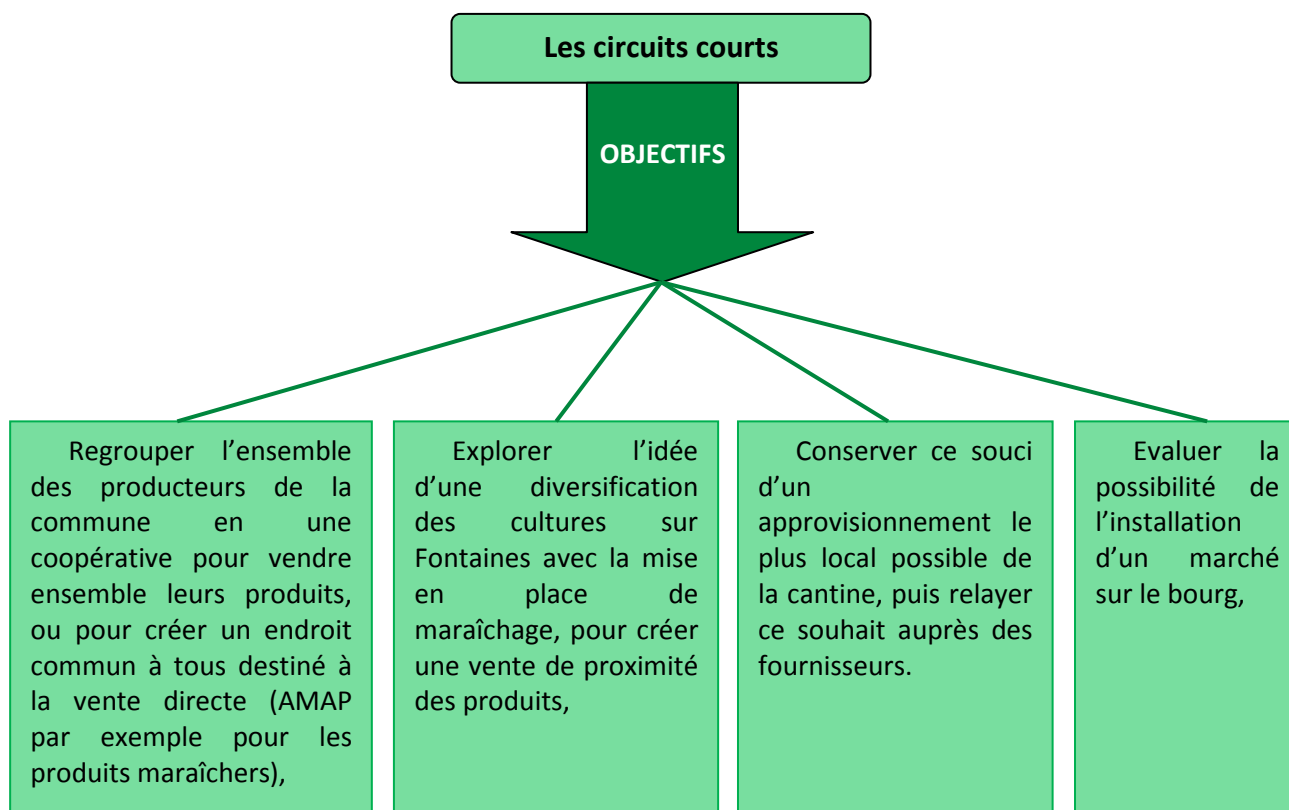 Les circuits courts
OBJECTIFS
Regrouper l’ensemble
des producteurs de la
commune en une
coopérative pour vendre
ensemble leurs produits,
ou pour créer un endroit
commun à tous destiné à
la vente directe (AMAP
par exemple pour les
produits maraîchers),
Explorer l’idée
d’une diversification
des cultures sur
Fontaines avec la mise
en place de
maraîchage, pour créer
une vente de proximité
des produits,
Conserver ce souci
d’un
approvisionnement le
plus local possible de
la cantine, puis relayer
ce souhait auprès des
fournisseurs.
Evaluer la
possibilité de
l’installation
d’un marché
sur le bourg,